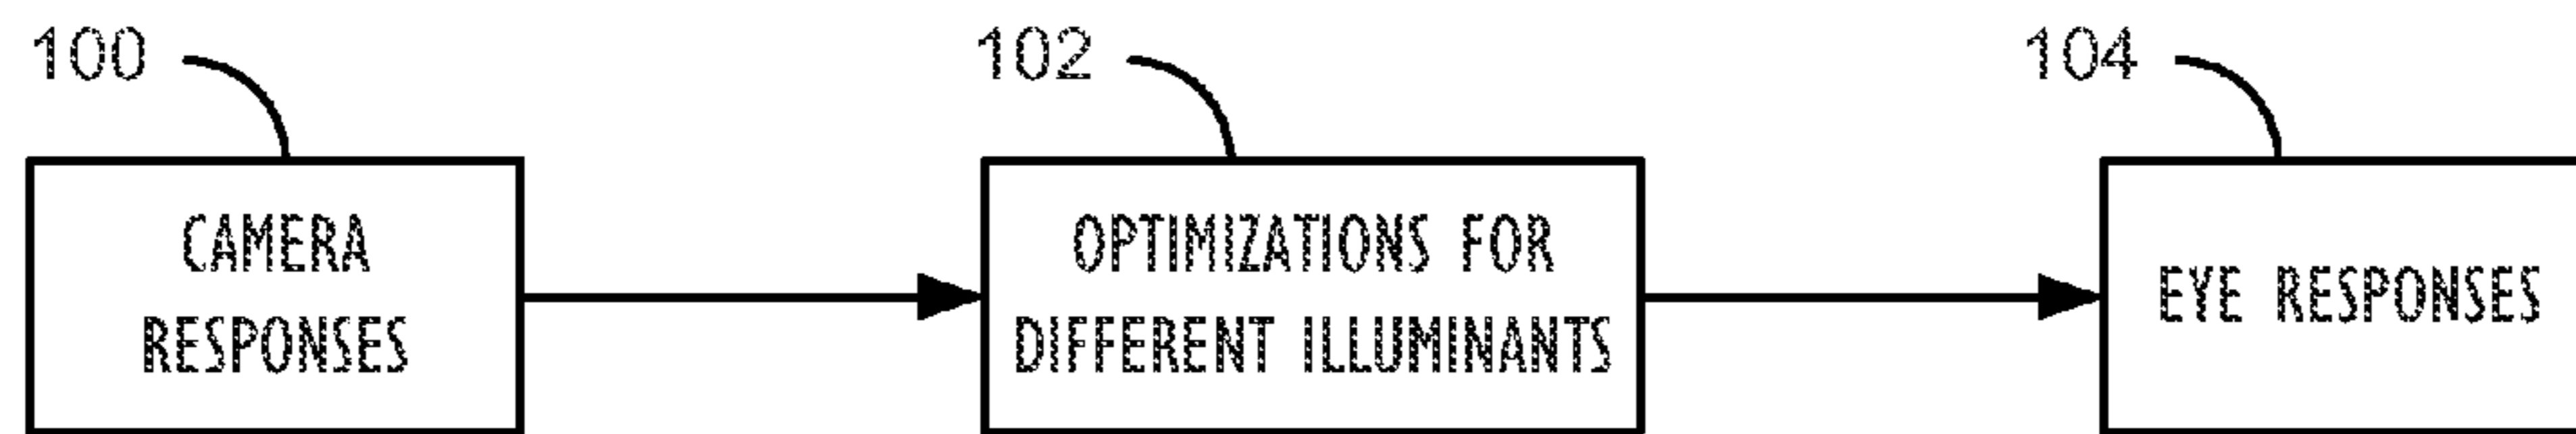 100
102
104
CAMERA
RESPONSES
OPTIMIZATIONS FOR
DIFFERENT ILLUMINANTS
EYE RESPONSES